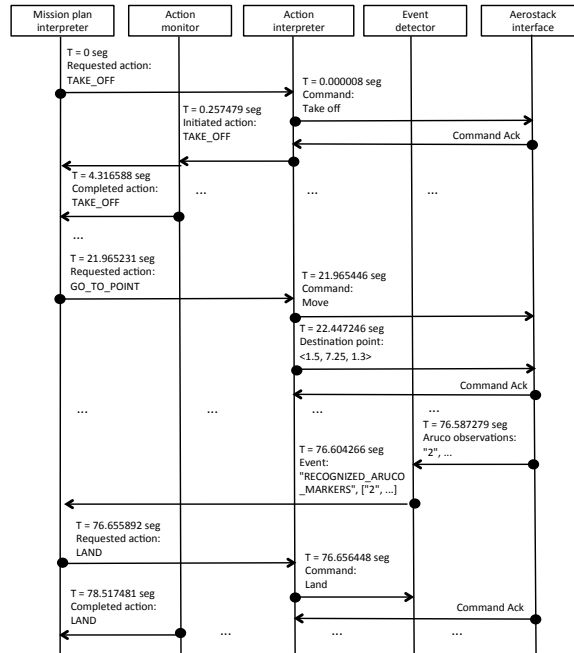 Mission plan
interpreter
Action
monitor
Action
interpreter
Event
detector
Aerostack
interface
T = 0 seg
Requested action:
TAKE_OFF
T = 0.000008 seg
Command:
Take off
T = 0.257479 seg
Initiated action:
TAKE_OFF
Command Ack
T = 4.316588 seg
Completed action:
TAKE_OFF
...
...
...
...
T = 21.965231 seg
Requested action:
GO_TO_POINT
T = 21.965446 seg
Command:
Move
T = 22.447246 seg
Destination point:
<1.5, 7.25, 1.3>
Command Ack
...
...
...
...
T = 76.587279 seg
Aruco observations:
"2", ...
T = 76.604266 seg
Event:
"RECOGNIZED_ARUCO
_MARKERS", ["2", ...]
T = 76.655892 seg
Requested action:
LAND
T = 76.656448 seg
Command:
Land
T = 78.517481 seg
Completed action:
LAND
Command Ack
...
...
...